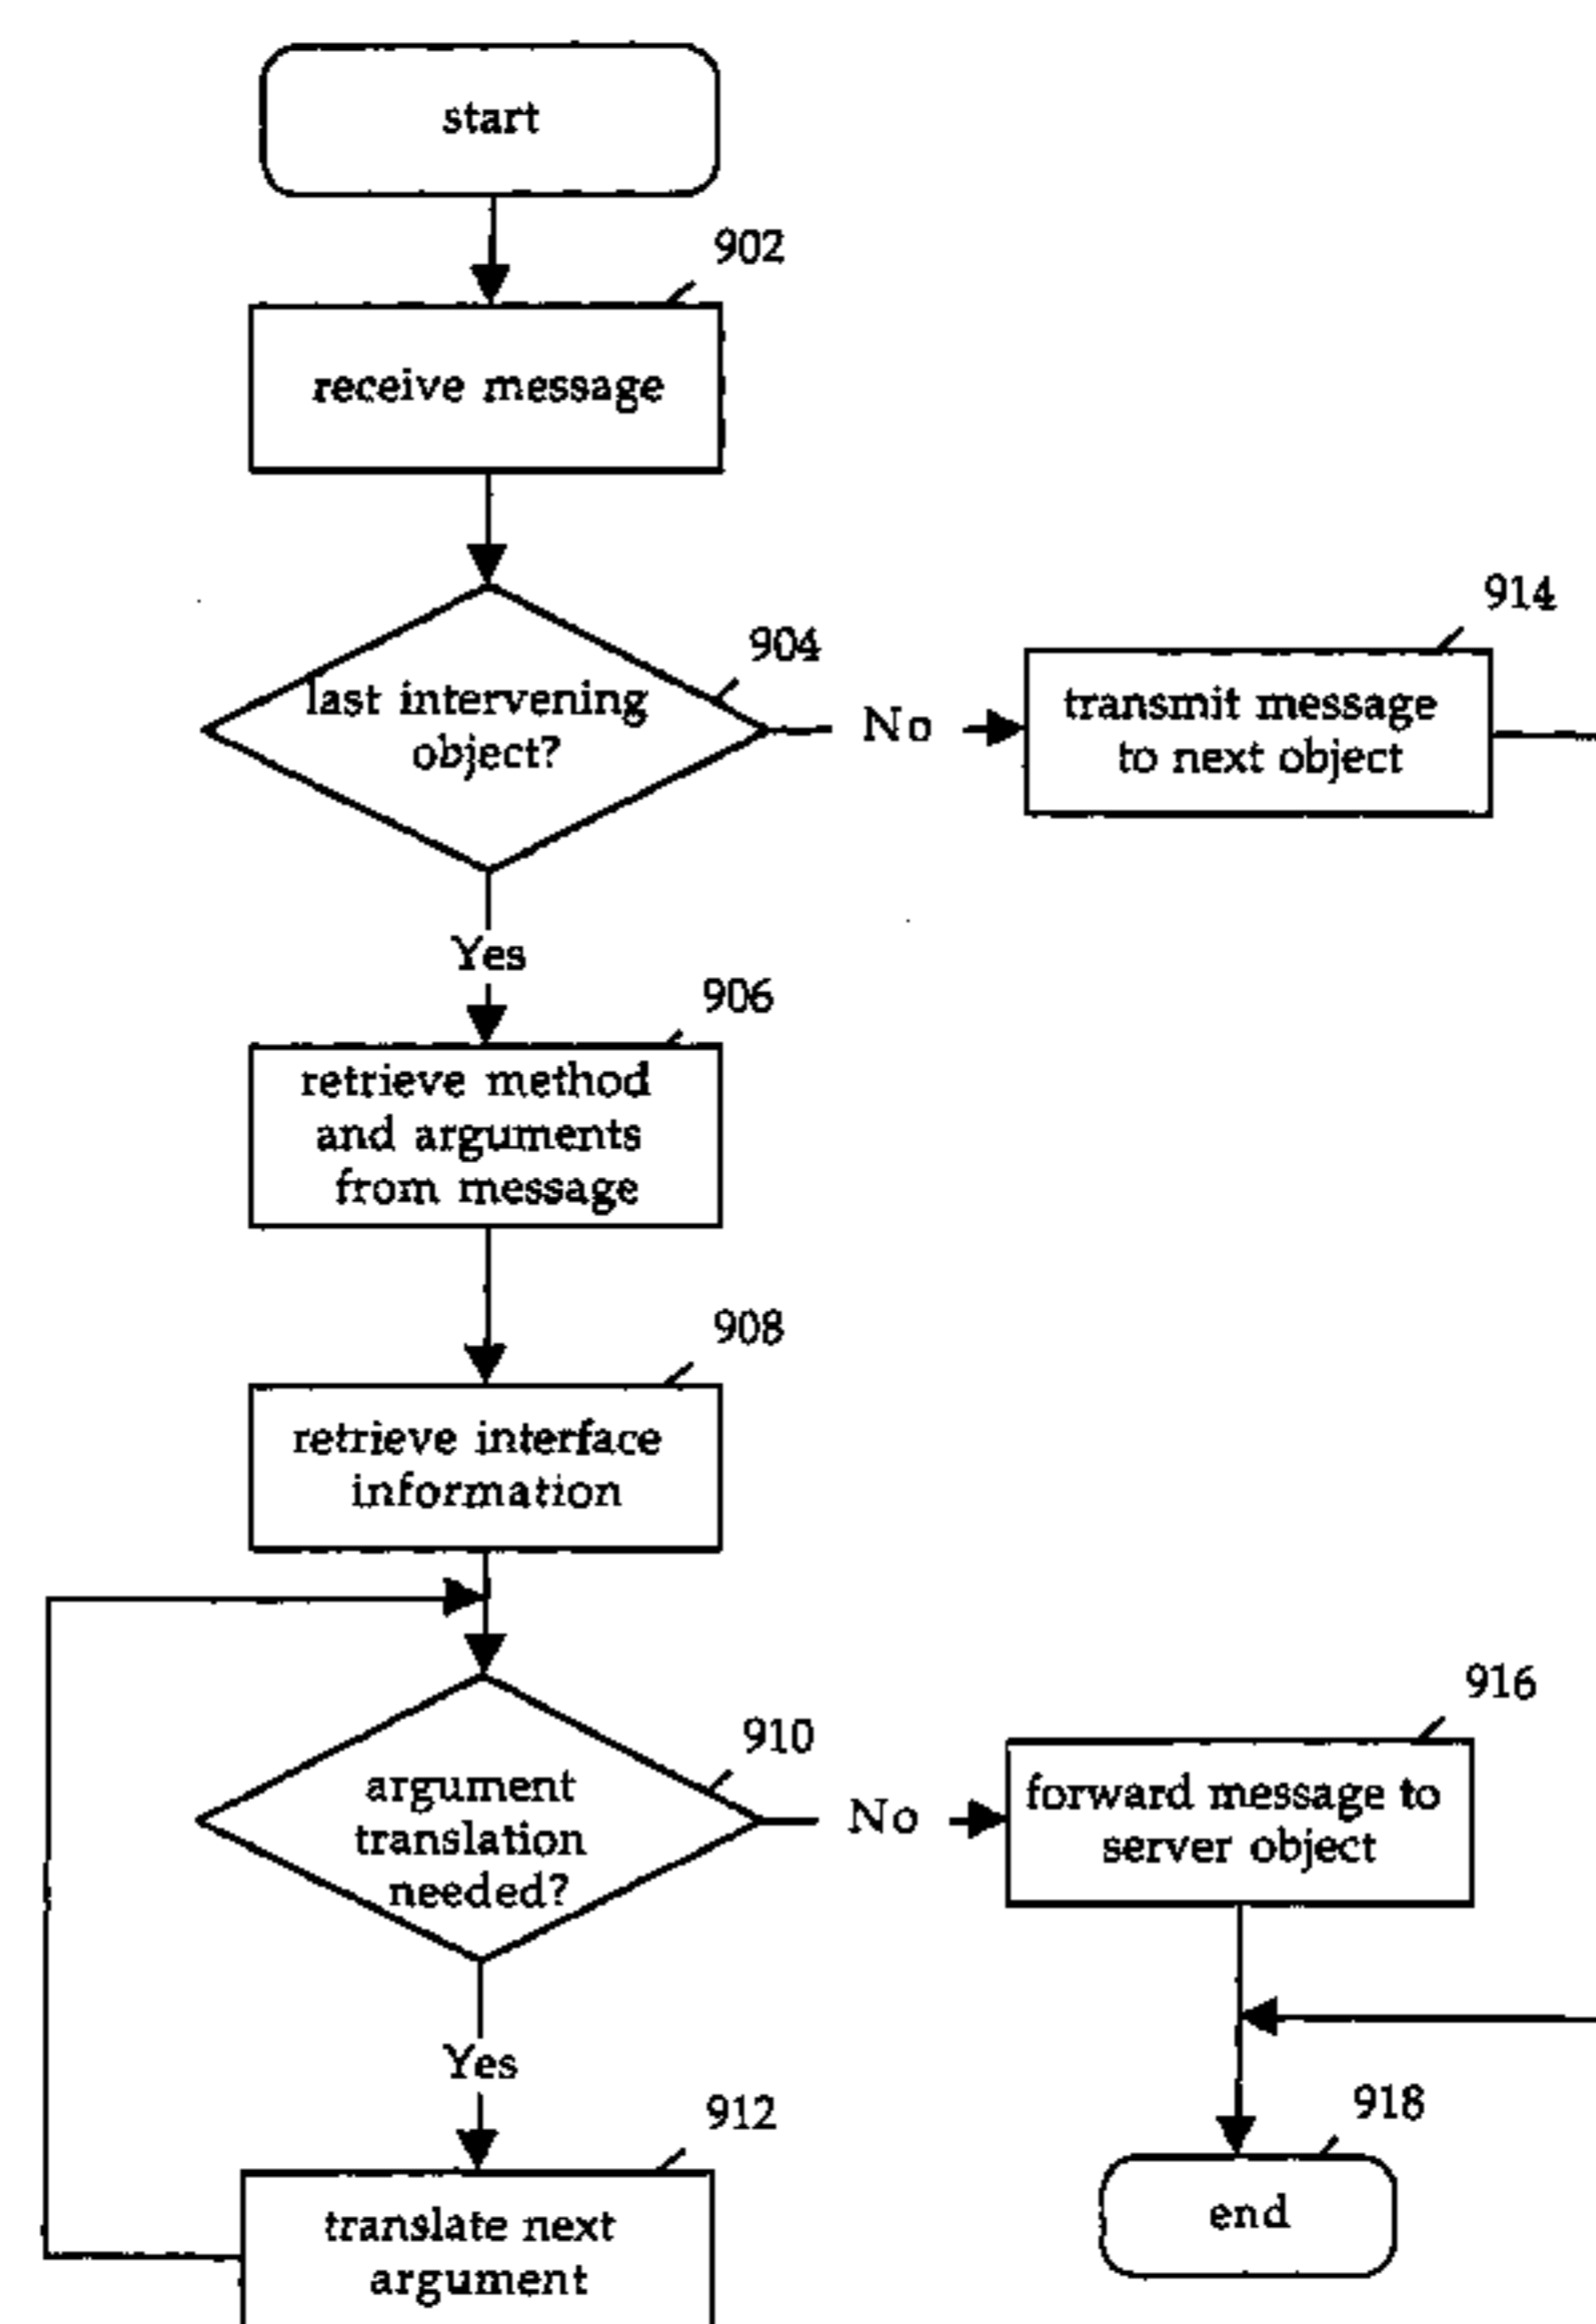 start
902
receive message
904
last intervening
object?
No
914
transmit message
to next object
Yes
906
retrieve method
and arguments
from message
908
retrieve interface
information
910
argument
translation
needed?
No
916
forward message to
server object
Yes
912
translate next
argument
918
end